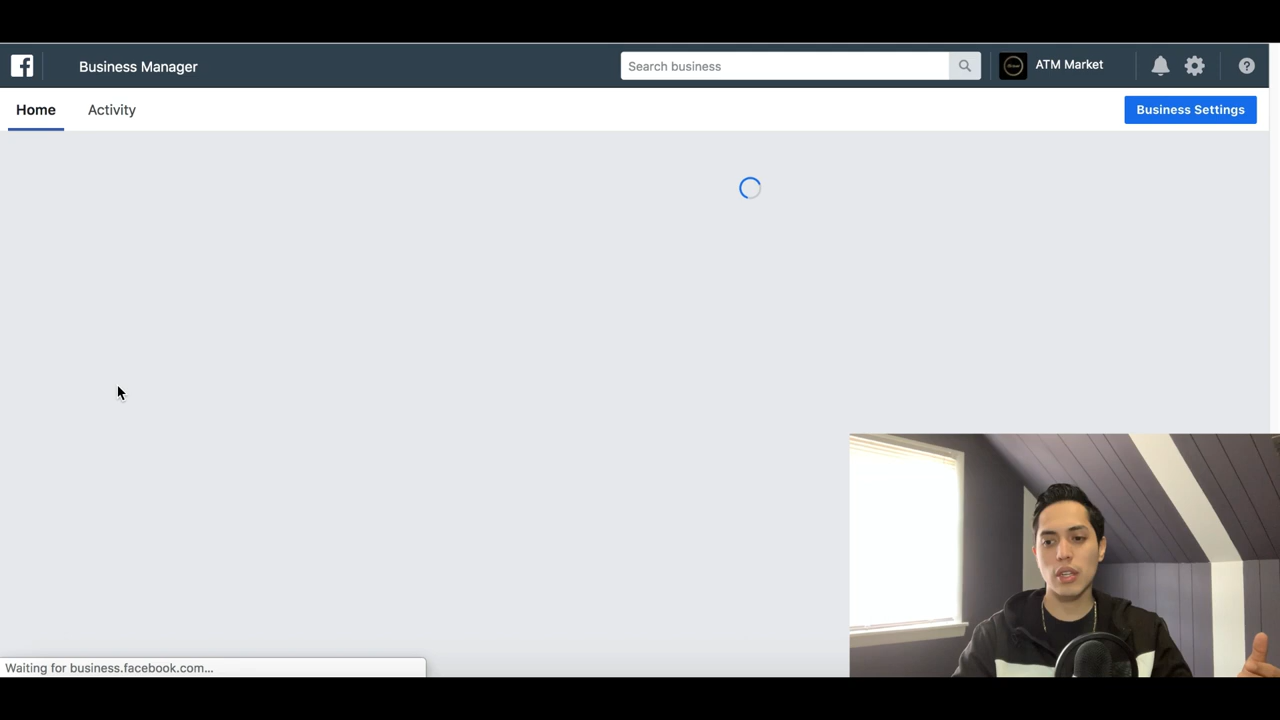 Business Manager
Search business
ATM Market
Home
Activity
Business Settings
Waiting for business.facebook.com...